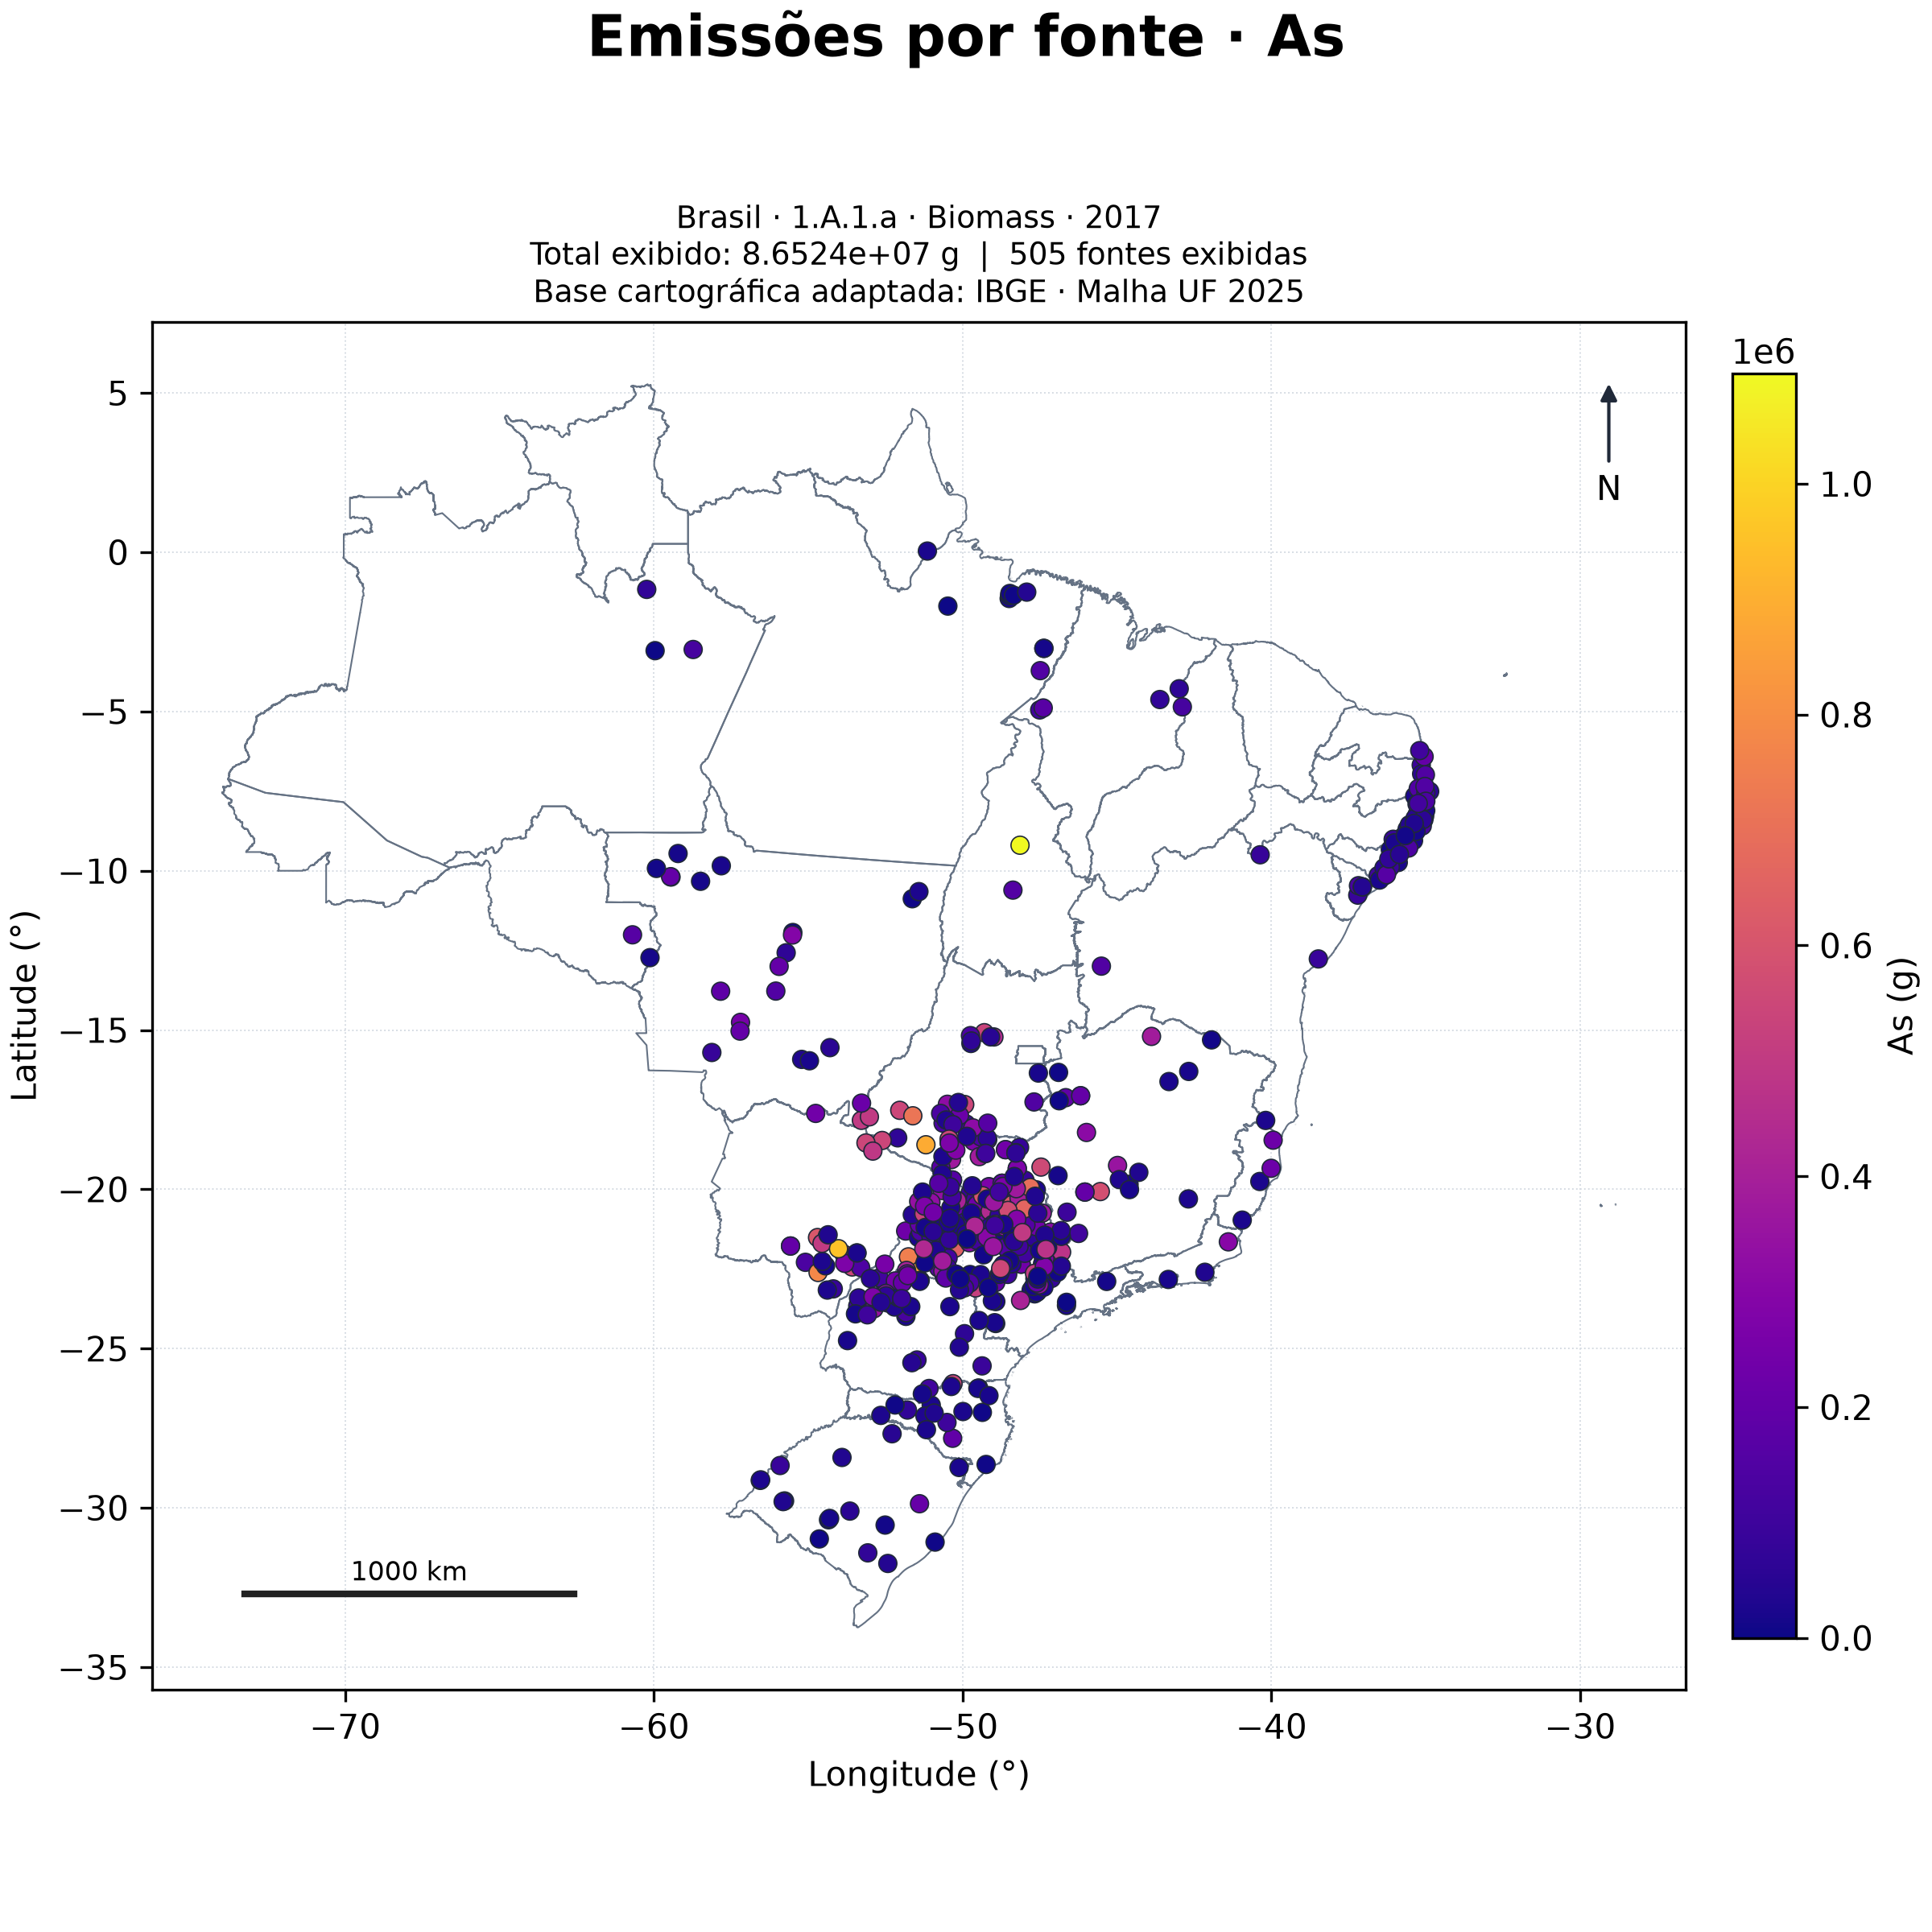 Emissões por fonte · As
Brasil · 1.A.1.a · Biomass · 2017
Total exibido: 8.6524e+07 g | 505 fontes exibidas
Base cartográfica adaptada: IBGE · Malha UF 2025
1e6
5
0
−5
−10
−15
−20
−25
−30
−35
Latitude (°)
N
1000 km
−70
−60
−50
−40
−30
Longitude (°)
1.0
0.8
0.6
0.4
0.2
0.0
As (g)